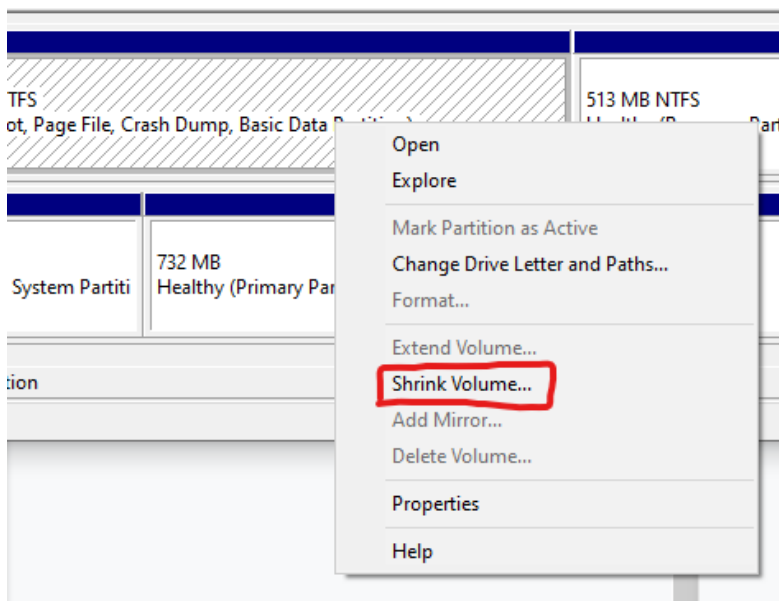 TFS
ot, Page File, Crash Dump, Basic Data
513 MB NTFS
System Partiti
732 MB
Healthy (Primary Par
tion
Open
Explore
Mark Partition as Active
Change Drive Letter and Paths...
Format...
Extend Volume...
Shrink Volume...
Add Mirror...
Delete Volume...
Properties
Help